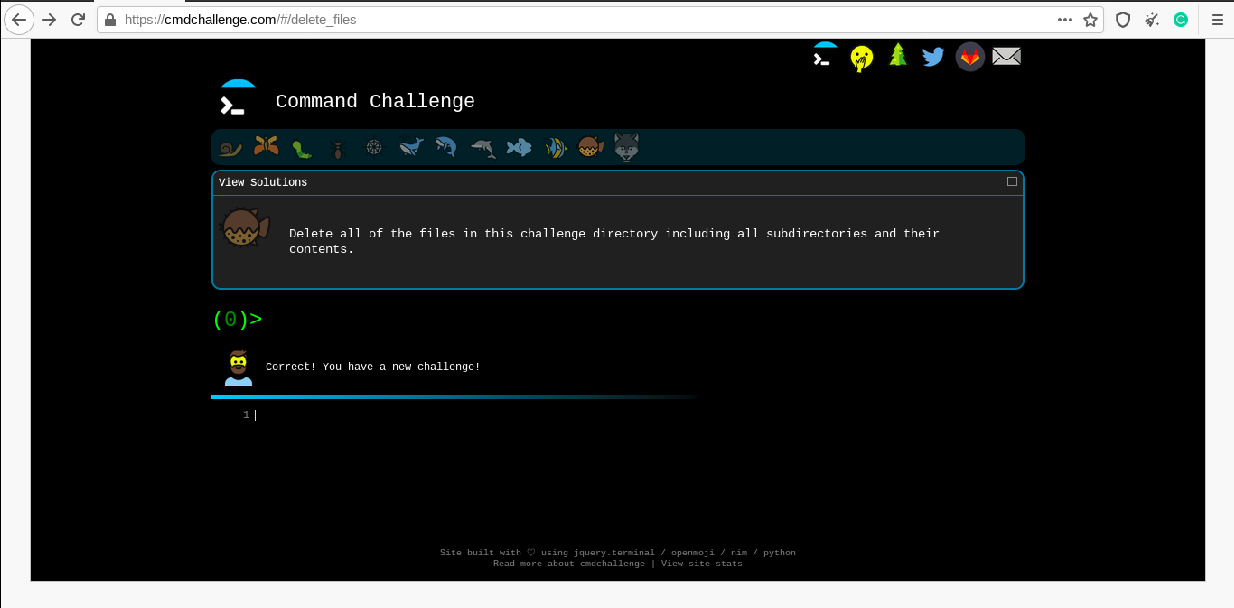 https://cmdchallenge.com/#/delete_files
Command Challenge
View Solutions
Delete all of the files in this challenge directory including all subdirectories and their
contents.
(0)>
Correct! You have a new challenge!
1
Site built with ♡ using jquery.terminal / openmoji / nim / python
Read more about cmdchallenge | View site stats